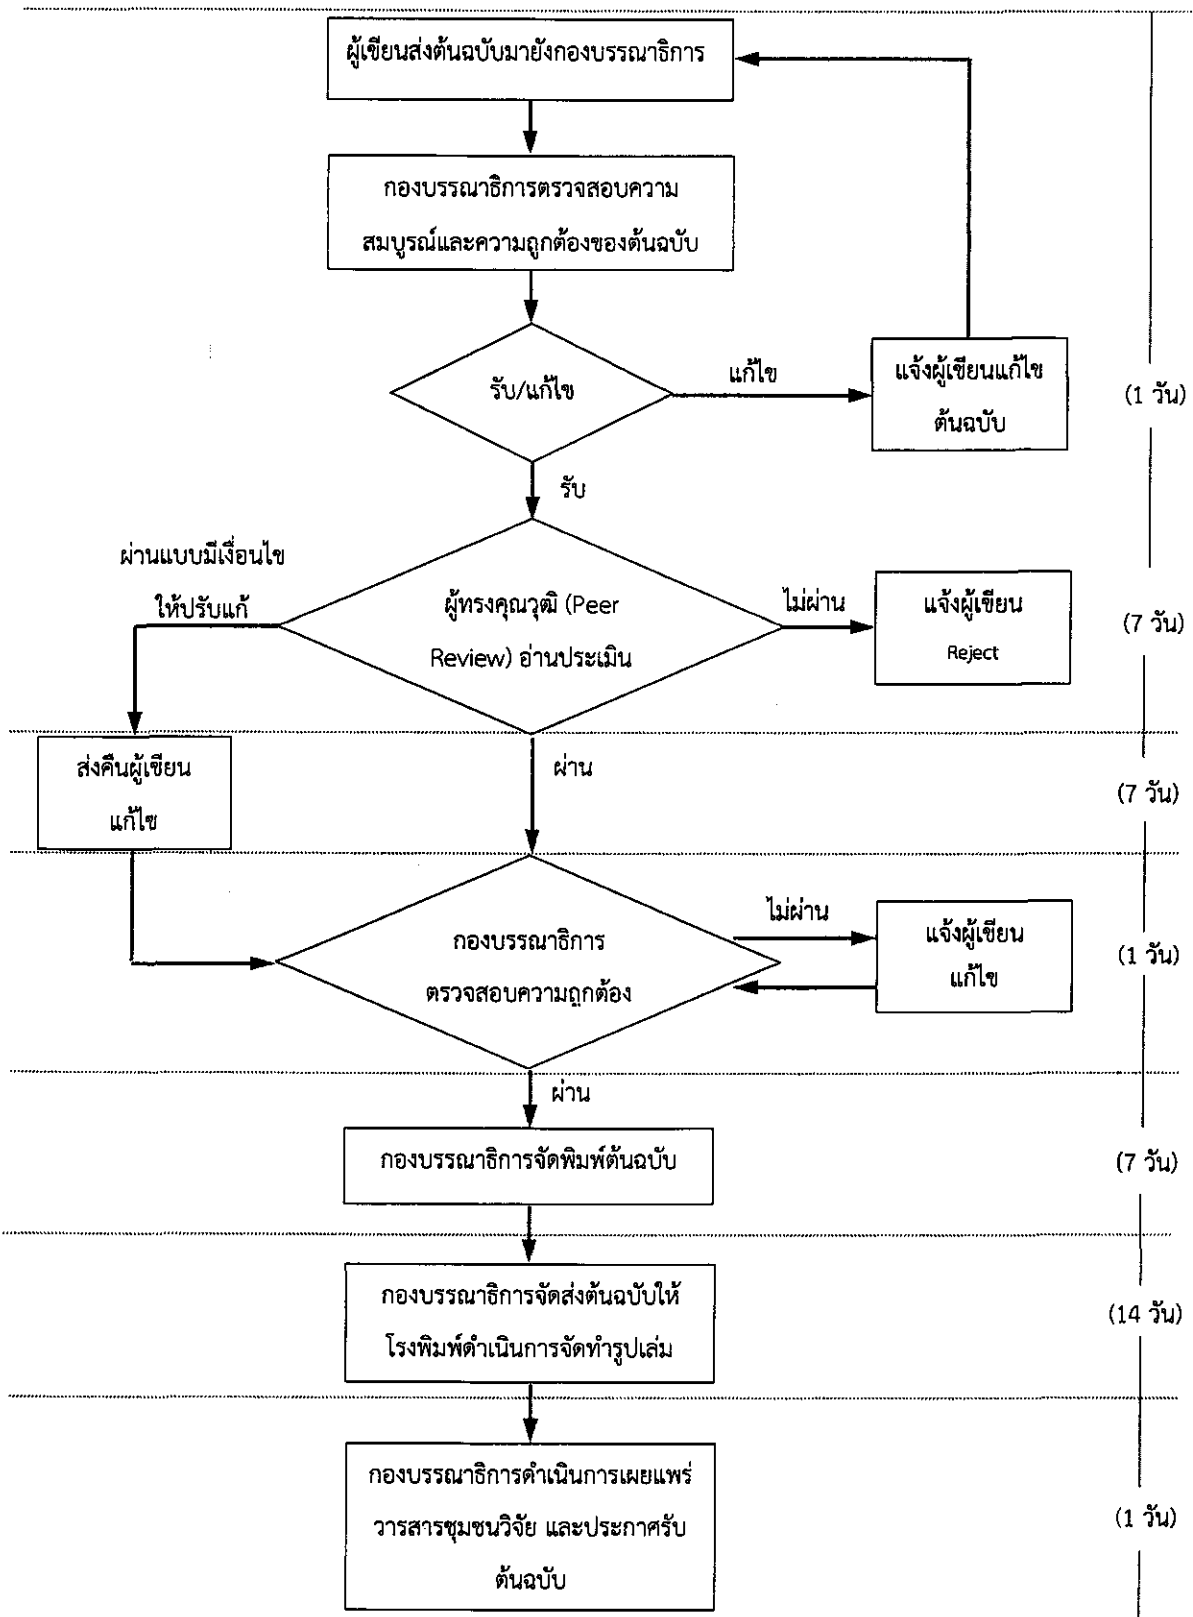 ผู้เขียนส่งต้นฉบับมายังกองบรรณาธิการ
กองบรรณาธิการตรวจสอบความ
สมบูรณ์และความถูกต้องของต้นฉบับ
รับ/แก้ไข
แก้ไข
แจ้งผู้เขียนแก้ไข
ต้นฉบับ
(1 วัน)
รับ
ผ่านแบบมีเงื่อนไข
ให้ปรับแก้
ผู้ทรงคุณวุฒิ (Peer
Review) อ่านประเมิน
ไม่ผ่าน
แจ้งผู้เขียน
Reject
(7 วัน)
ส่งคืนผู้เขียน
แก้ไข
ผ่าน
(7 วัน)
กองบรรณาธิการ
ตรวจสอบความถูกต้อง
ไม่ผ่าน
แจ้งผู้เขียน
แก้ไข
(1 วัน)
ผ่าน
กองบรรณาธิการจัดพิมพ์ต้นฉบับ
(7 วัน)
กองบรรณาธิการจัดส่งต้นฉบับให้
โรงพิมพ์ดำเนินการจัดทำรูปเล่ม
(14 วัน)
กองบรรณาธิการดำเนินการเผยแพร่
วารสารชุมชนวิจัย และประกาศรับ
ต้นฉบับ
(1 วัน)